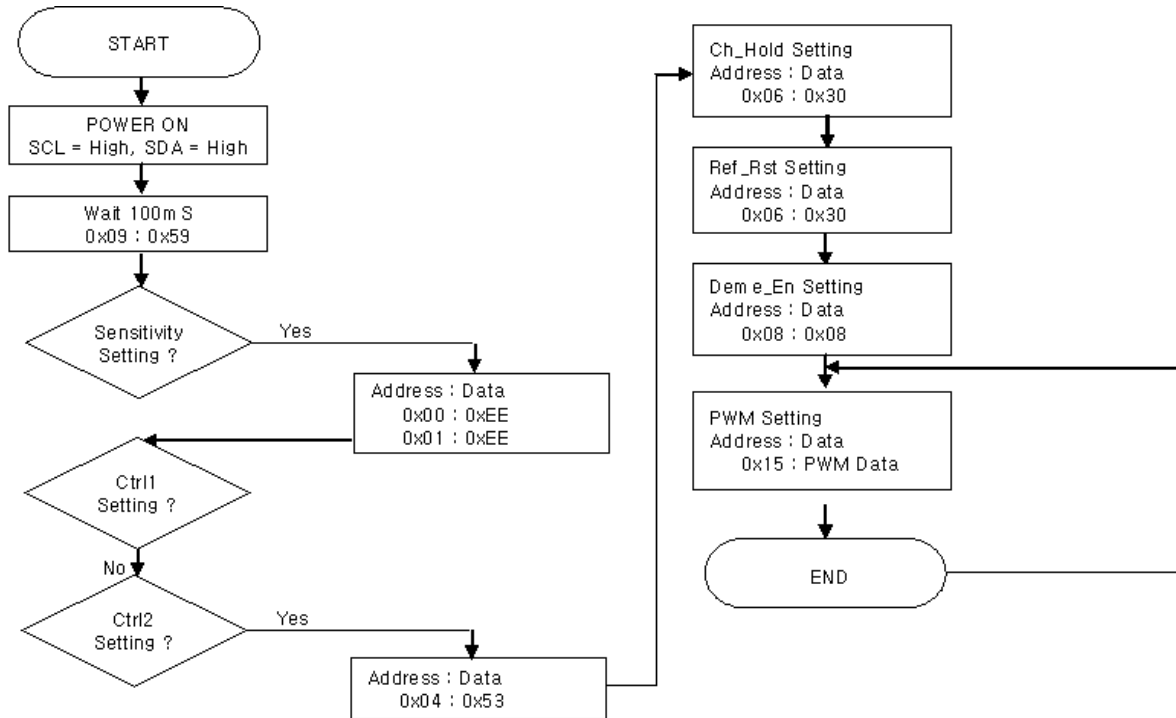 START
POWER ON
SCL = High, SDA = High
Wait 100m S
0x09 : 0x59
Sensitivity
Setting ?
Yes
Address : Data
0x00 : 0xEE
0x01 : 0xEE
Ctrl1
Setting ?
No
Ctrl2
Setting ?
Yes
Address : Data
0x04 : 0x53
Ch_Hold Setting
Address : Data
0x06 : 0x30
Ref_Rst Setting
Address : Data
0x06 : 0x30
Deme_En Setting
Address : Data
0x08 : 0x08
PWM Setting
Address : Data
0x15 : PWM Data
END